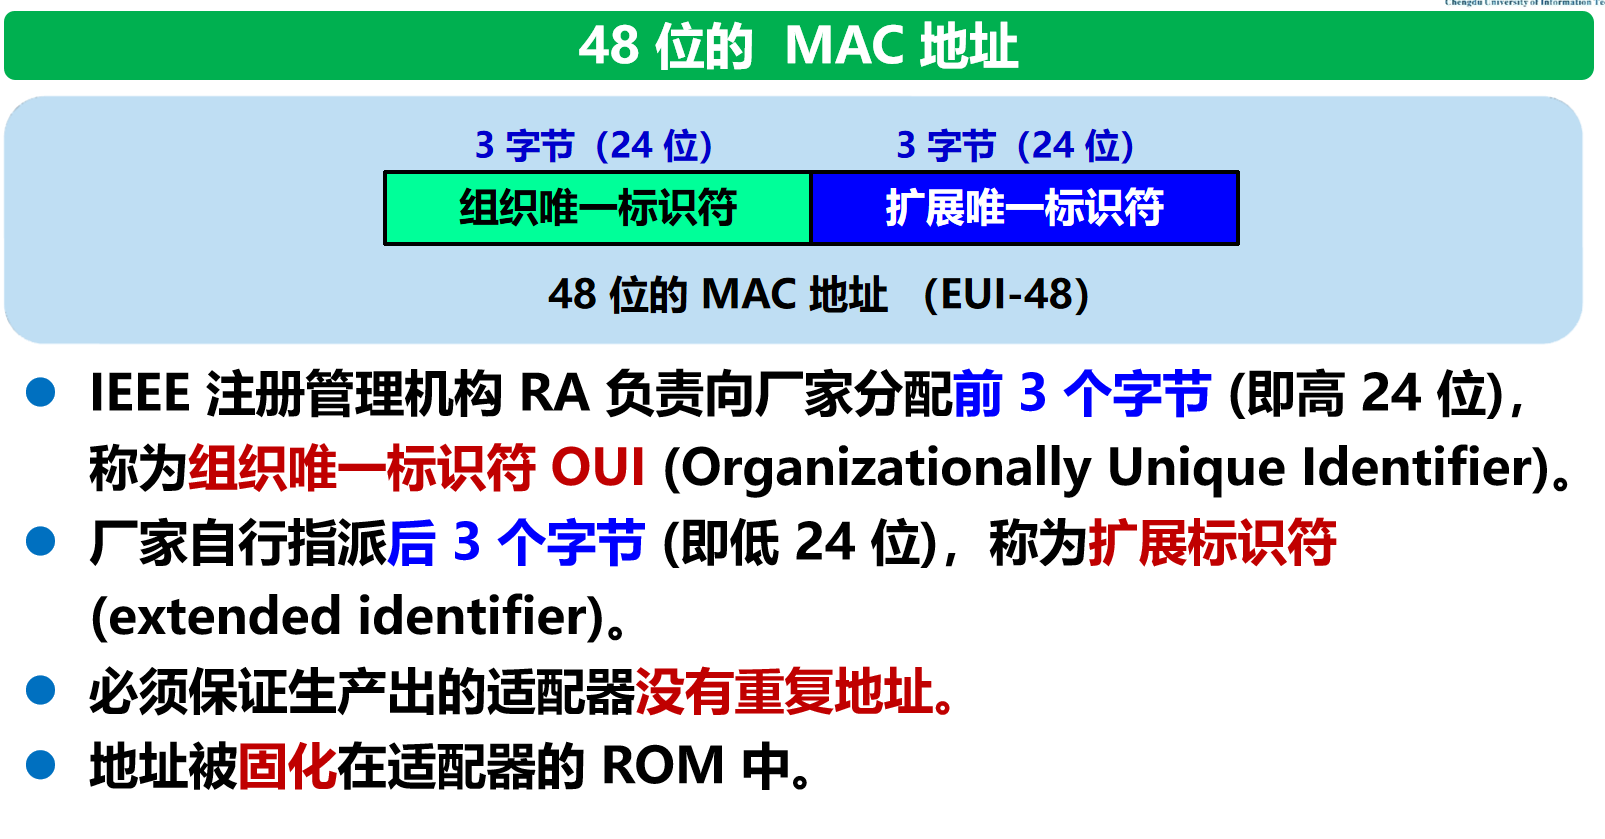 Chengdu University of Information Te
48 位的 MAC 地址
3 字节（24 位） 3 字节（24 位）
组织唯一标识符 扩展唯一标识符
48 位的 MAC 地址 （EUI-48）
IEEE 注册管理机构 RA 负责向厂家分配前 3 个字节 (即高 24 位)，
称为组织唯一标识符 OUI (Organizationally Unique Identifier)。
厂家自行指派后 3 个字节 (即低 24 位)，称为扩展标识符
(extended identifier)。
必须保证生产出的适配器没有重复地址。
地址被固化在适配器的 ROM 中。